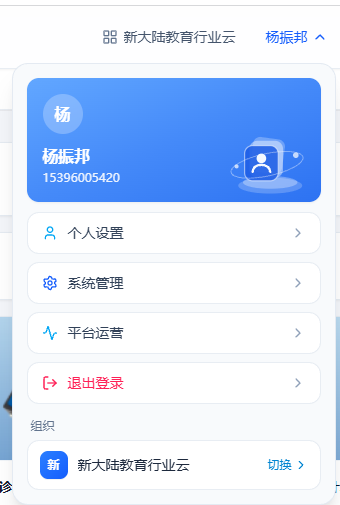 新大陆教育行业云 杨振邦
杨
杨振邦
15396005420
个人设置
系统管理
平台运营
退出登录
组织
新 新大陆教育行业云 切换
诊